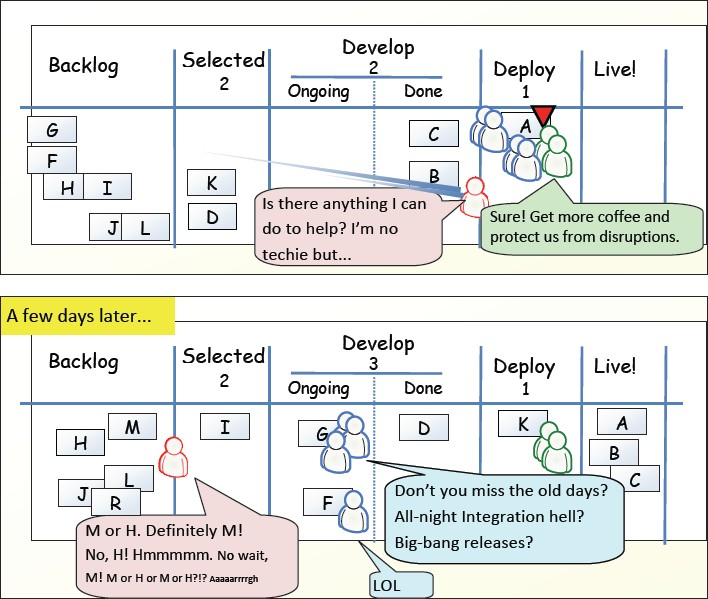 Backlog
Selected
2
Develop
2
Ongoing
Done
Deploy
1
Live!
G
F
H I
J L
K
D
C
B
A
Is there anything I can
do to help? I'm no
techie but...
Sure! Get more coffee and
protect us from disruptions.
A few days later...
Backlog
Selected
2
Develop
3
Ongoing
Done
Deploy
1
Live!
M
H
L
J
R
I
G
F
D
K
A
B
C
M or H. Definitely M!
No, H! Hmmmmm. No wait,
M! M or H or M or H?!? Aaaaarrrrgh
Don't you miss the old days?
All-night Integration hell?
Big-bang releases?
LOL